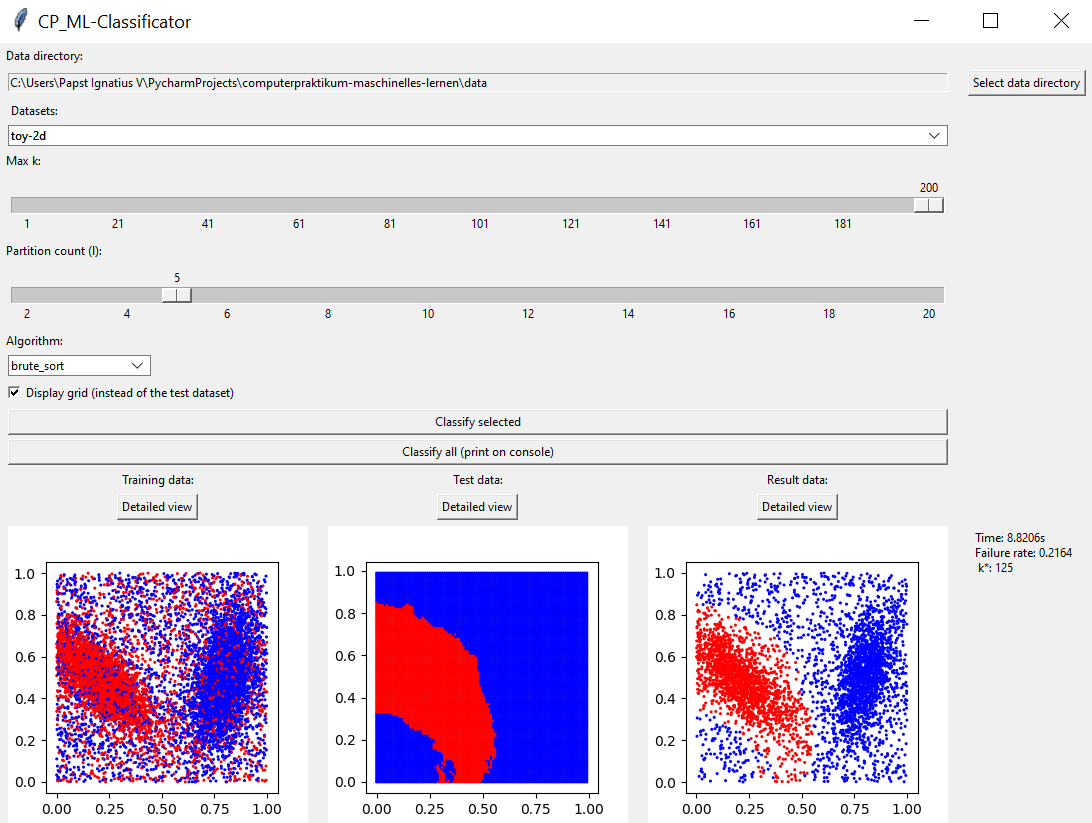 CP_ML-Classificator
Data directory:
C:\Users\Papst Ignatius V\PycharmProjects\computerpraktikum-maschinelles-lernen\data
Select data directory
Datasets:
toy-2d
Max k:
200
1 21 41 61 81 101 121 141 161 181
Partition count (l):
5
2 4 6 8 10 12 14 16 18 20
Algorithm:
brute_sort
Display grid (instead of the test dataset)
Classify selected
Classify all (print on console)
Training data: Test data: Result data:
Detailed view Detailed view Detailed view
Time: 8.8206s
Failure rate: 0.2164
k*: 125
1.0 1.0 1.0
0.8 0.8 0.8
0.6 0.6 0.6
0.4 0.4 0.4
0.2 0.2 0.2
0.0 0.0 0.0
0.00 0.25 0.50 0.75 1.00 0.00 0.25 0.50 0.75 1.00 0.00 0.25 0.50 0.75 1.00